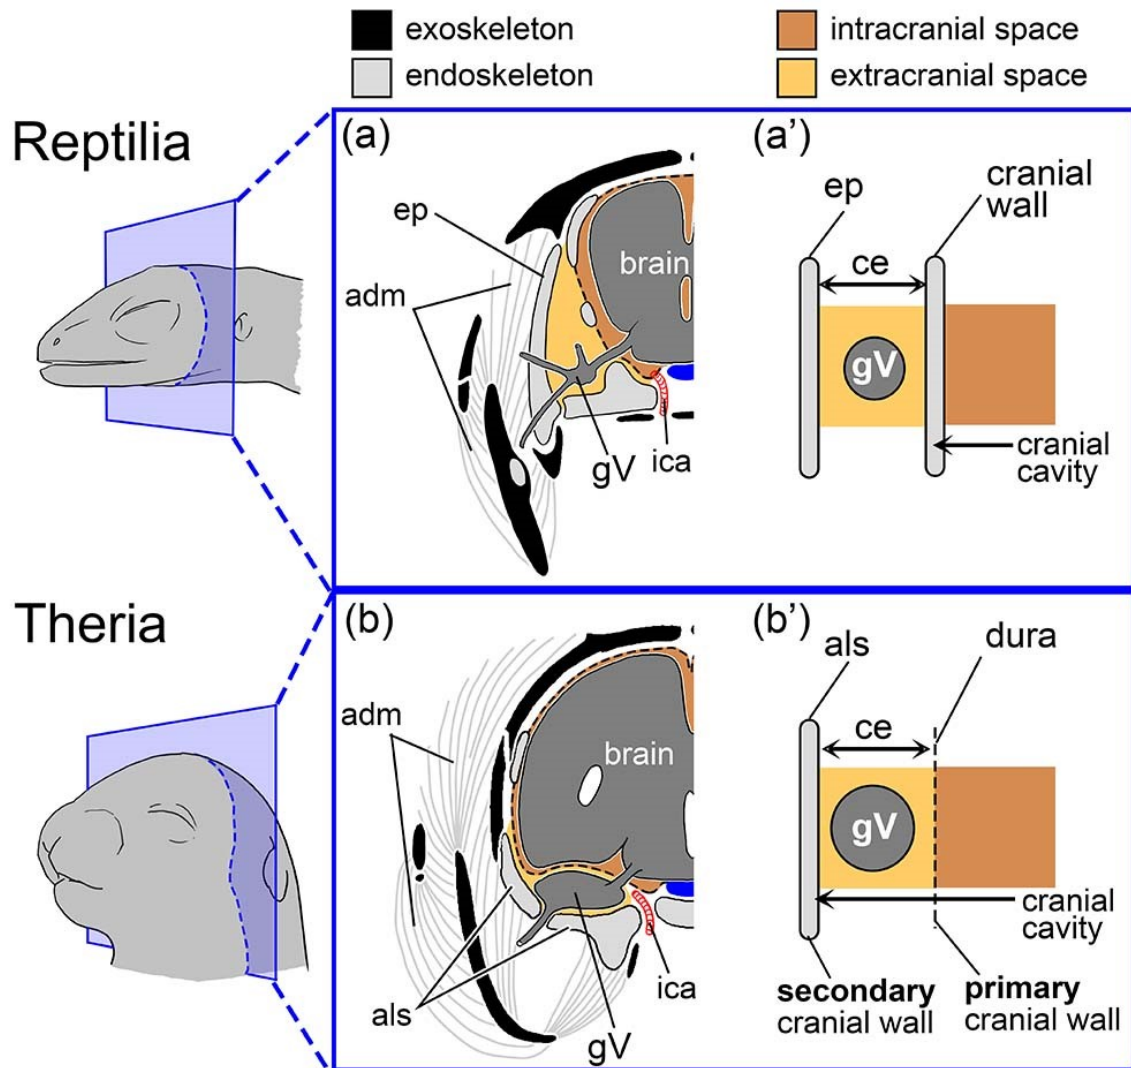 exoskeleton
endoskeleton
intracranial space
extracranial space
Reptilia
(a)
ep
adm
brain
gV
ica
(a’)
ep
cranial
wall
ce
gV
cranial
cavity
Theria
(b)
adm
brain
als
gV
ica
(b’)
als
dura
ce
gV
cranial
cavity
secondary
cranial wall
primary
cranial wall